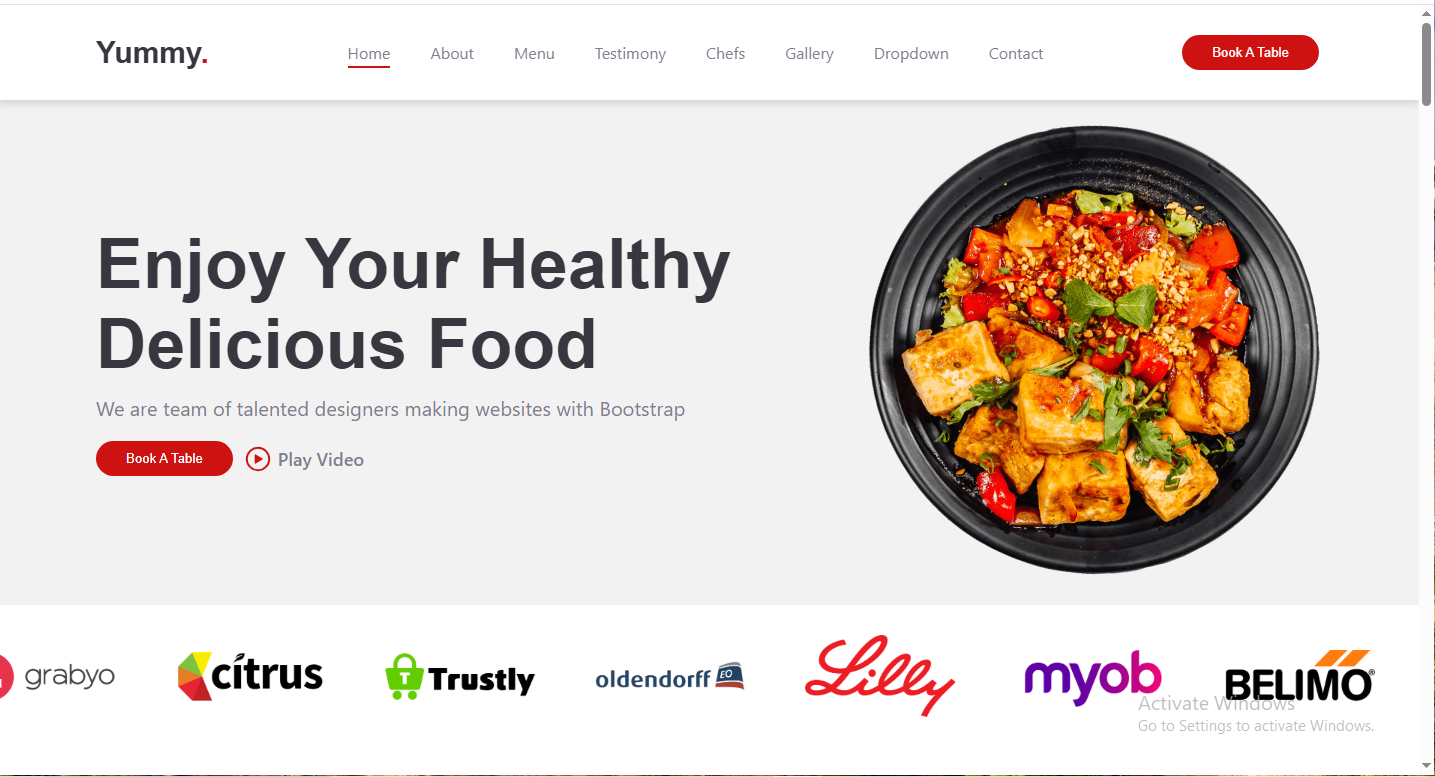 Yummy.
Home About Menu Testimony Chefs Gallery Dropdown Contact
Book A Table
Enjoy Your Healthy
Delicious Food
We are team of talented designers making websites with Bootstrap
Book A Table Play Video
grabyo cítrus Trustly oldendorff EO Lilly myob BELIMO®
Activate Windows
Go to Settings to activate Windows.